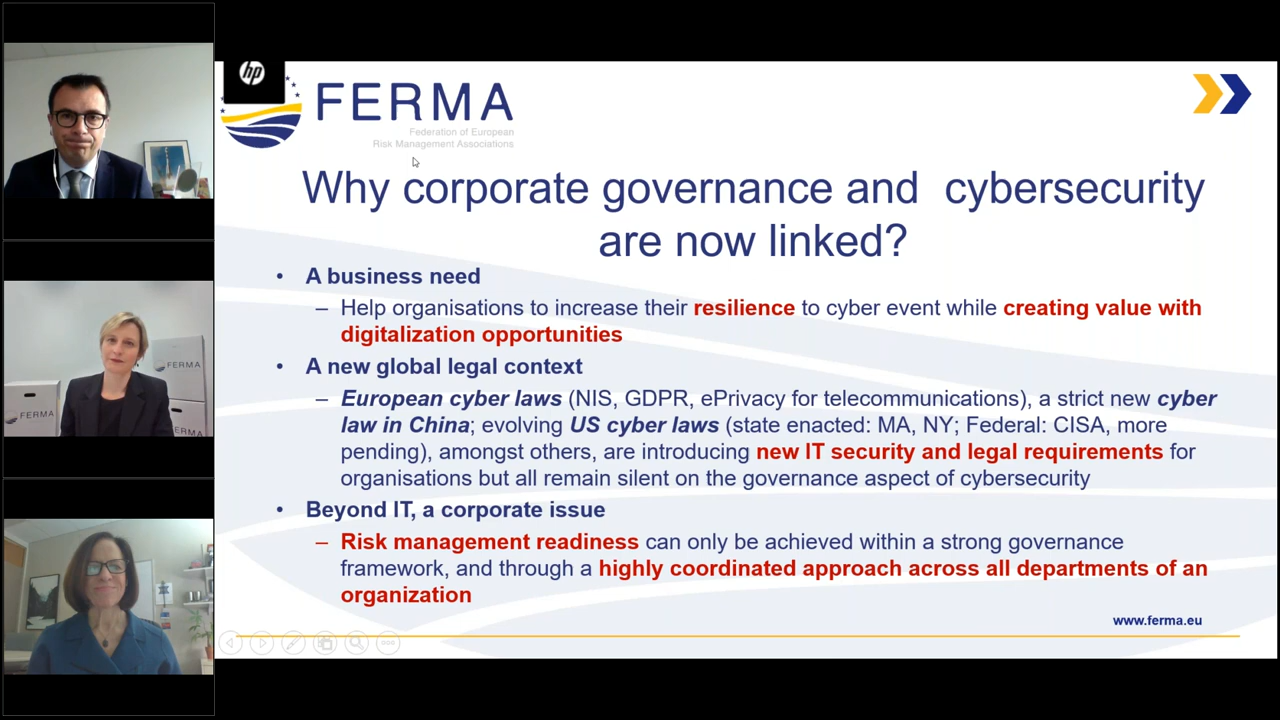 hp
FERMA
Federation of European
Risk Management Associations
Why corporate governance and  cybersecurity
are now linked?
• A business need
– Help organisations to increase their resilience to cyber event while creating value with
digitalization opportunities
• A new global legal context
– European cyber laws (NIS, GDPR, ePrivacy for telecommunications), a strict new cyber
law in China; evolving US cyber laws (state enacted: MA, NY; Federal: CISA, more
pending), amongst others, are introducing new IT security and legal requirements for
organisations but all remain silent on the governance aspect of cybersecurity
• Beyond IT, a corporate issue
– Risk management readiness can only be achieved within a strong governance
framework, and through a highly coordinated approach across all departments of an
organization
www.ferma.eu
FERMA
FERMA
FERMA